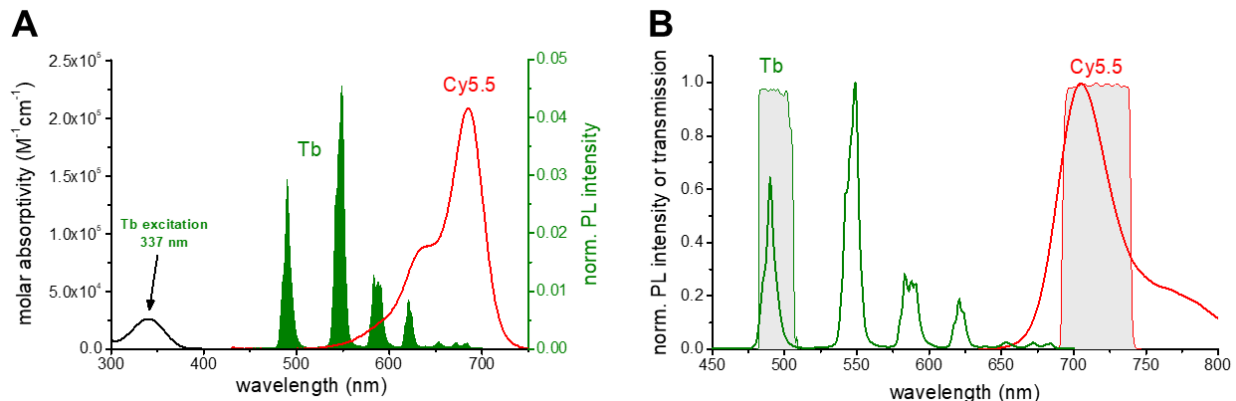 A
2.5x10⁵
2.0x10⁵
1.5x10⁵
1.0x10⁵
5.0x10⁴
0.0
molar absorptivity (M⁻¹cm⁻¹)
300
400
500
600
700
wavelength (nm)
Tb excitation
337 nm
Tb
Cy5.5
0.05
0.04
0.03
0.02
0.01
0.00
norm. PL intensity
B
1.0
0.8
0.6
0.4
0.2
0.0
norm. PL intensity or transmission
450
500
550
600
650
700
750
800
wavelength (nm)
Tb
Cy5.5